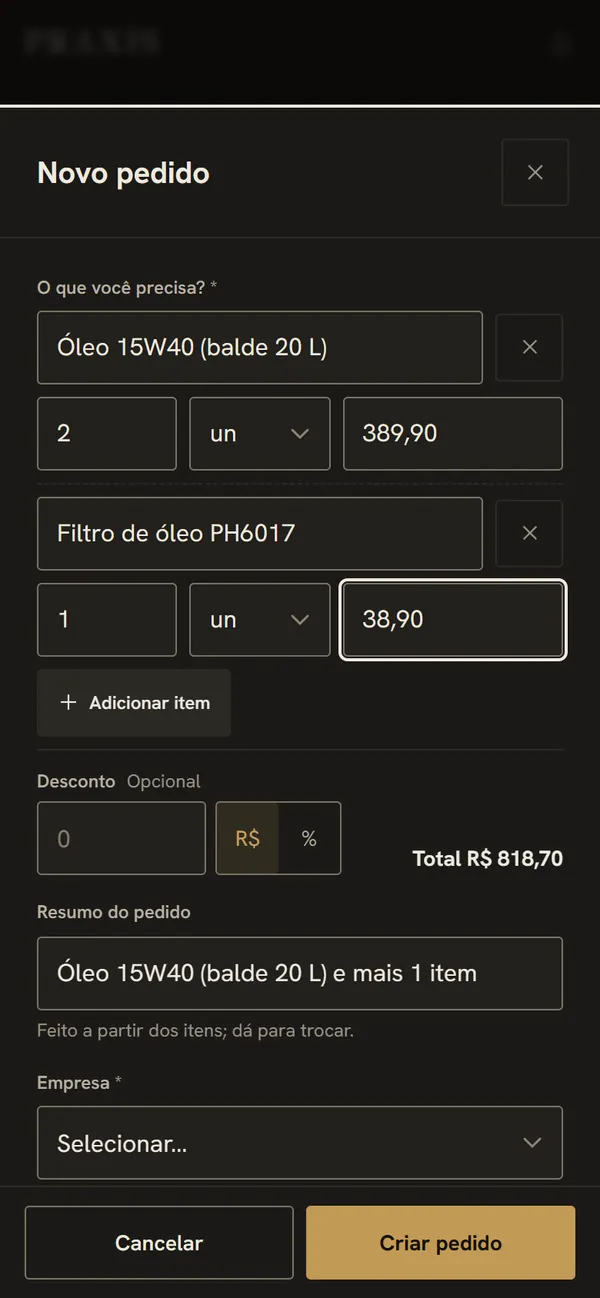 PRAXIS
Novo pedido
O que você precisa? *
Óleo 15W40 (balde 20 L)
2 un 389,90
Filtro de óleo PH6017
1 un 38,90
+ Adicionar item
Desconto Opcional
0 R$ % Total R$ 818,70
Resumo do pedido
Óleo 15W40 (balde 20 L) e mais 1 item
Feito a partir dos itens; dá para trocar.
Empresa *
Selecionar...
Cancelar Criar pedido